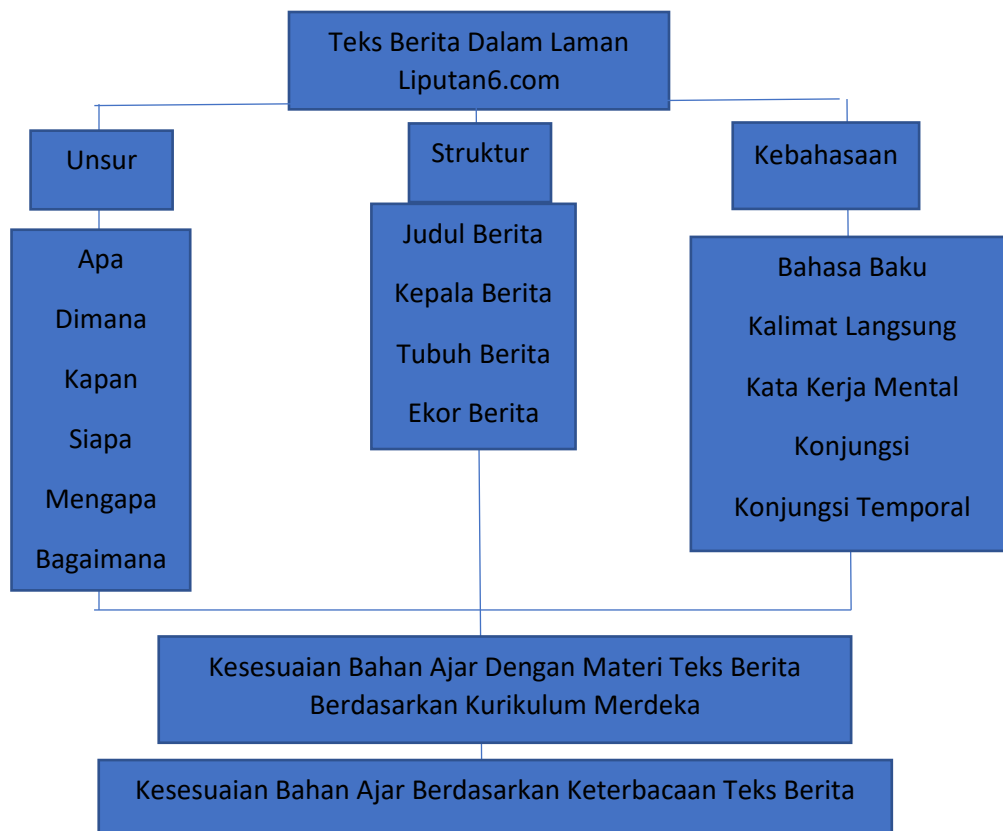 Teks Berita Dalam Laman
Liputan6.com
Unsur
Struktur
Kebahasaan
Apa
Dimana
Kapan
Siapa
Mengapa
Bagaimana
Judul Berita
Kepala Berita
Tubuh Berita
Ekor Berita
Bahasa Baku
Kalimat Langsung
Kata Kerja Mental
Konjungsi
Konjungsi Temporal
Kesesuaian Bahan Ajar Dengan Materi Teks Berita
Berdasarkan Kurikulum Merdeka
Kesesuaian Bahan Ajar Berdasarkan Keterbacaan Teks Berita